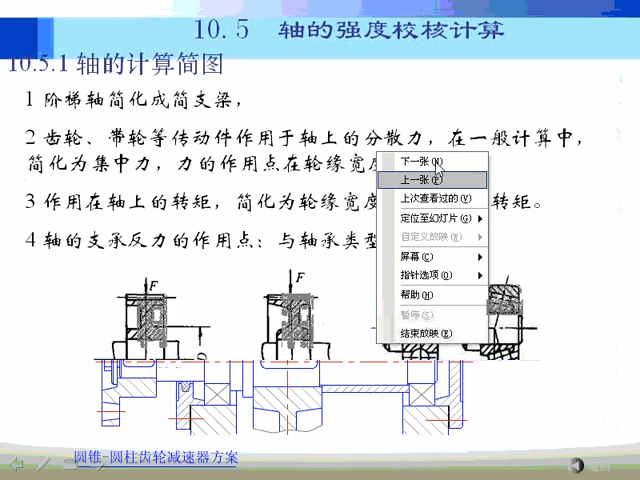 10.5 轴的强度校核计算
10.5.1 轴的计算简图
1 阶梯轴简化成简支梁，
2 齿轮、带轮等传动件作用于轴上的分散力，在一般计算中，
简化为集中力，力的作用点在轮缘宽度
3 作用在轴上的转矩，简化为轮缘宽度 转矩。
4 轴的支承反力的作用点：与轴承类型
下一张(N)
上一张(P)
上次查看过的(V)
定位至幻灯片(G)
自定义放映(W)
屏幕(C)
指针选项(O)
帮助(H)
暂停(S)
结束放映(E)
F
F
圆锥-圆柱齿轮减速器方案
返回